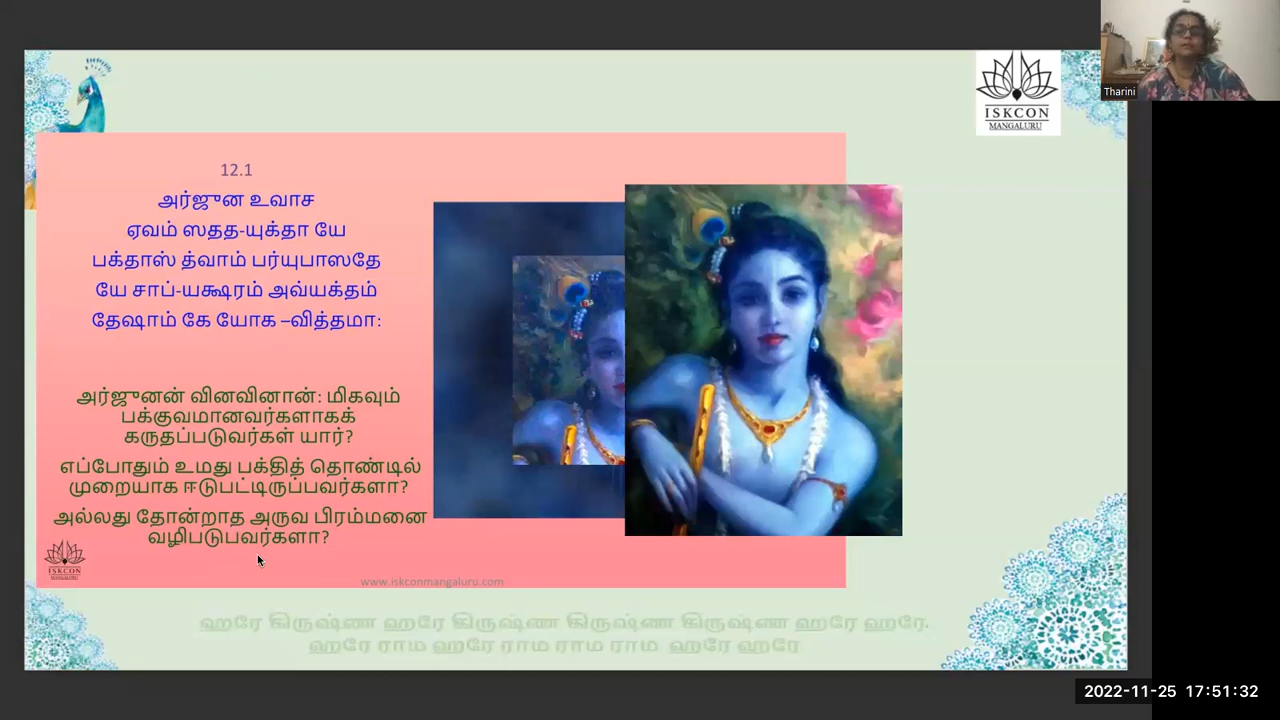 Tharini
ISKCON
MANGALURU
12.1
அர்ஜுன உவாச
ஏவம் ஸதத-யுக்தா யே
பக்தாஸ் த்வாம் பர்யுபாஸதே
யே சாப்-யக்ஷரம் அவ்யக்தம்
தேஷாம் கே யோக –வித்தமா:
அர்ஜுனன் வினவினான்: மிகவும்
பக்குவமானவர்களாகக்
கருதப்படுவர்கள் யார்?
எப்போதும் உமது பக்தித் தொண்டில்
முறையாக ஈடுபட்டிருப்பவர்களா?
அல்லது தோன்றாத அருவ பிரம்மனை
வழிபடுபவர்களா?
ISKCON
www.iskconmangaluru.com
ஹரே கிருஷ்ண ஹரே கிருஷ்ண கிருஷ்ண கிருஷ்ண ஹரே ஹரே.
ஹரே ராம ஹரே ராம ராம ராம ஹரே ஹரே
2022-11-25 17:51:32